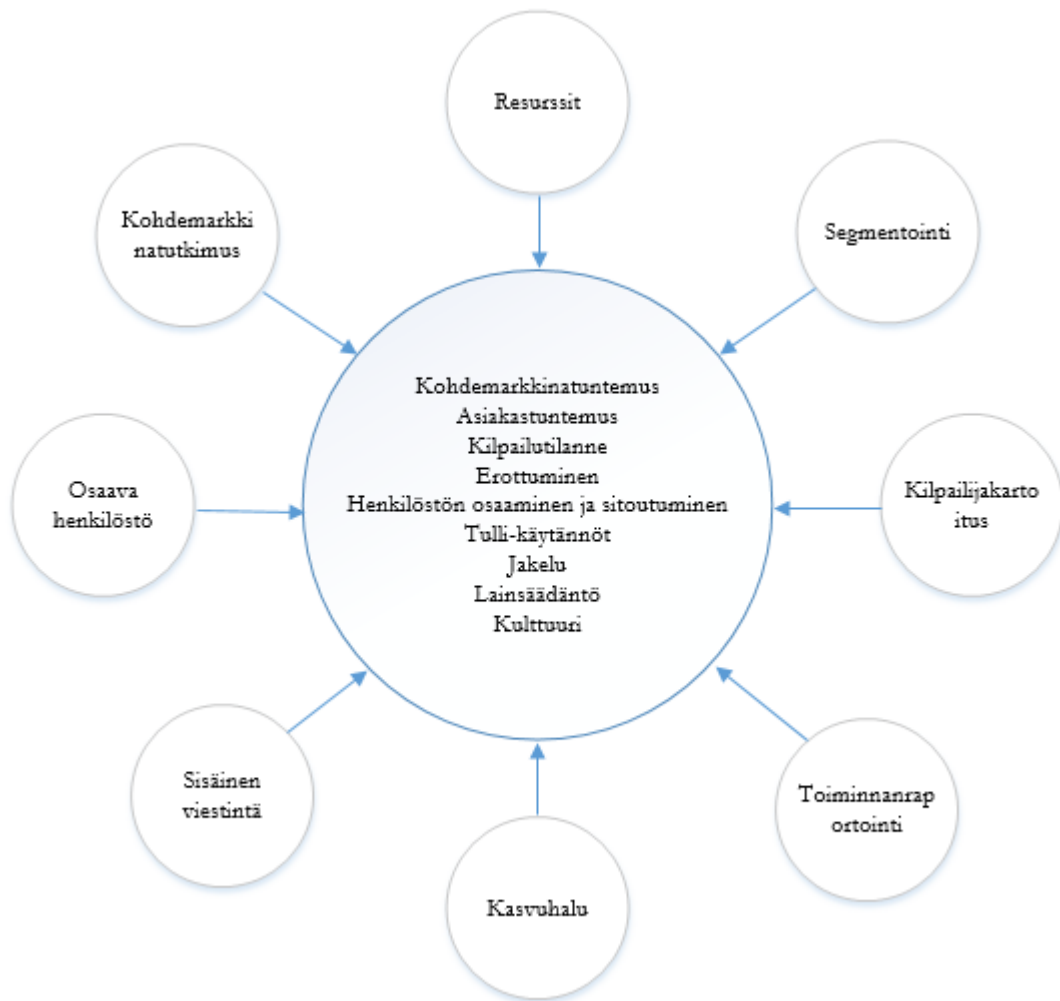 Resurssit
Kohdemarkki
natutkimus
Segmentointi
Kohdemarkkinatuntemus
Asiakastuntemus
Kilpailutilanne
Erottuminen
Henkilöstön osaaminen ja sitoutuminen
Tulli-käytännöt
Jakelu
Lainsäädäntö
Kulttuuri
Osaava
henkilöstö
Kilpailijakarto
itus
Sisäinen
viestintä
Toiminnanrap
ortointi
Kasvuhalu